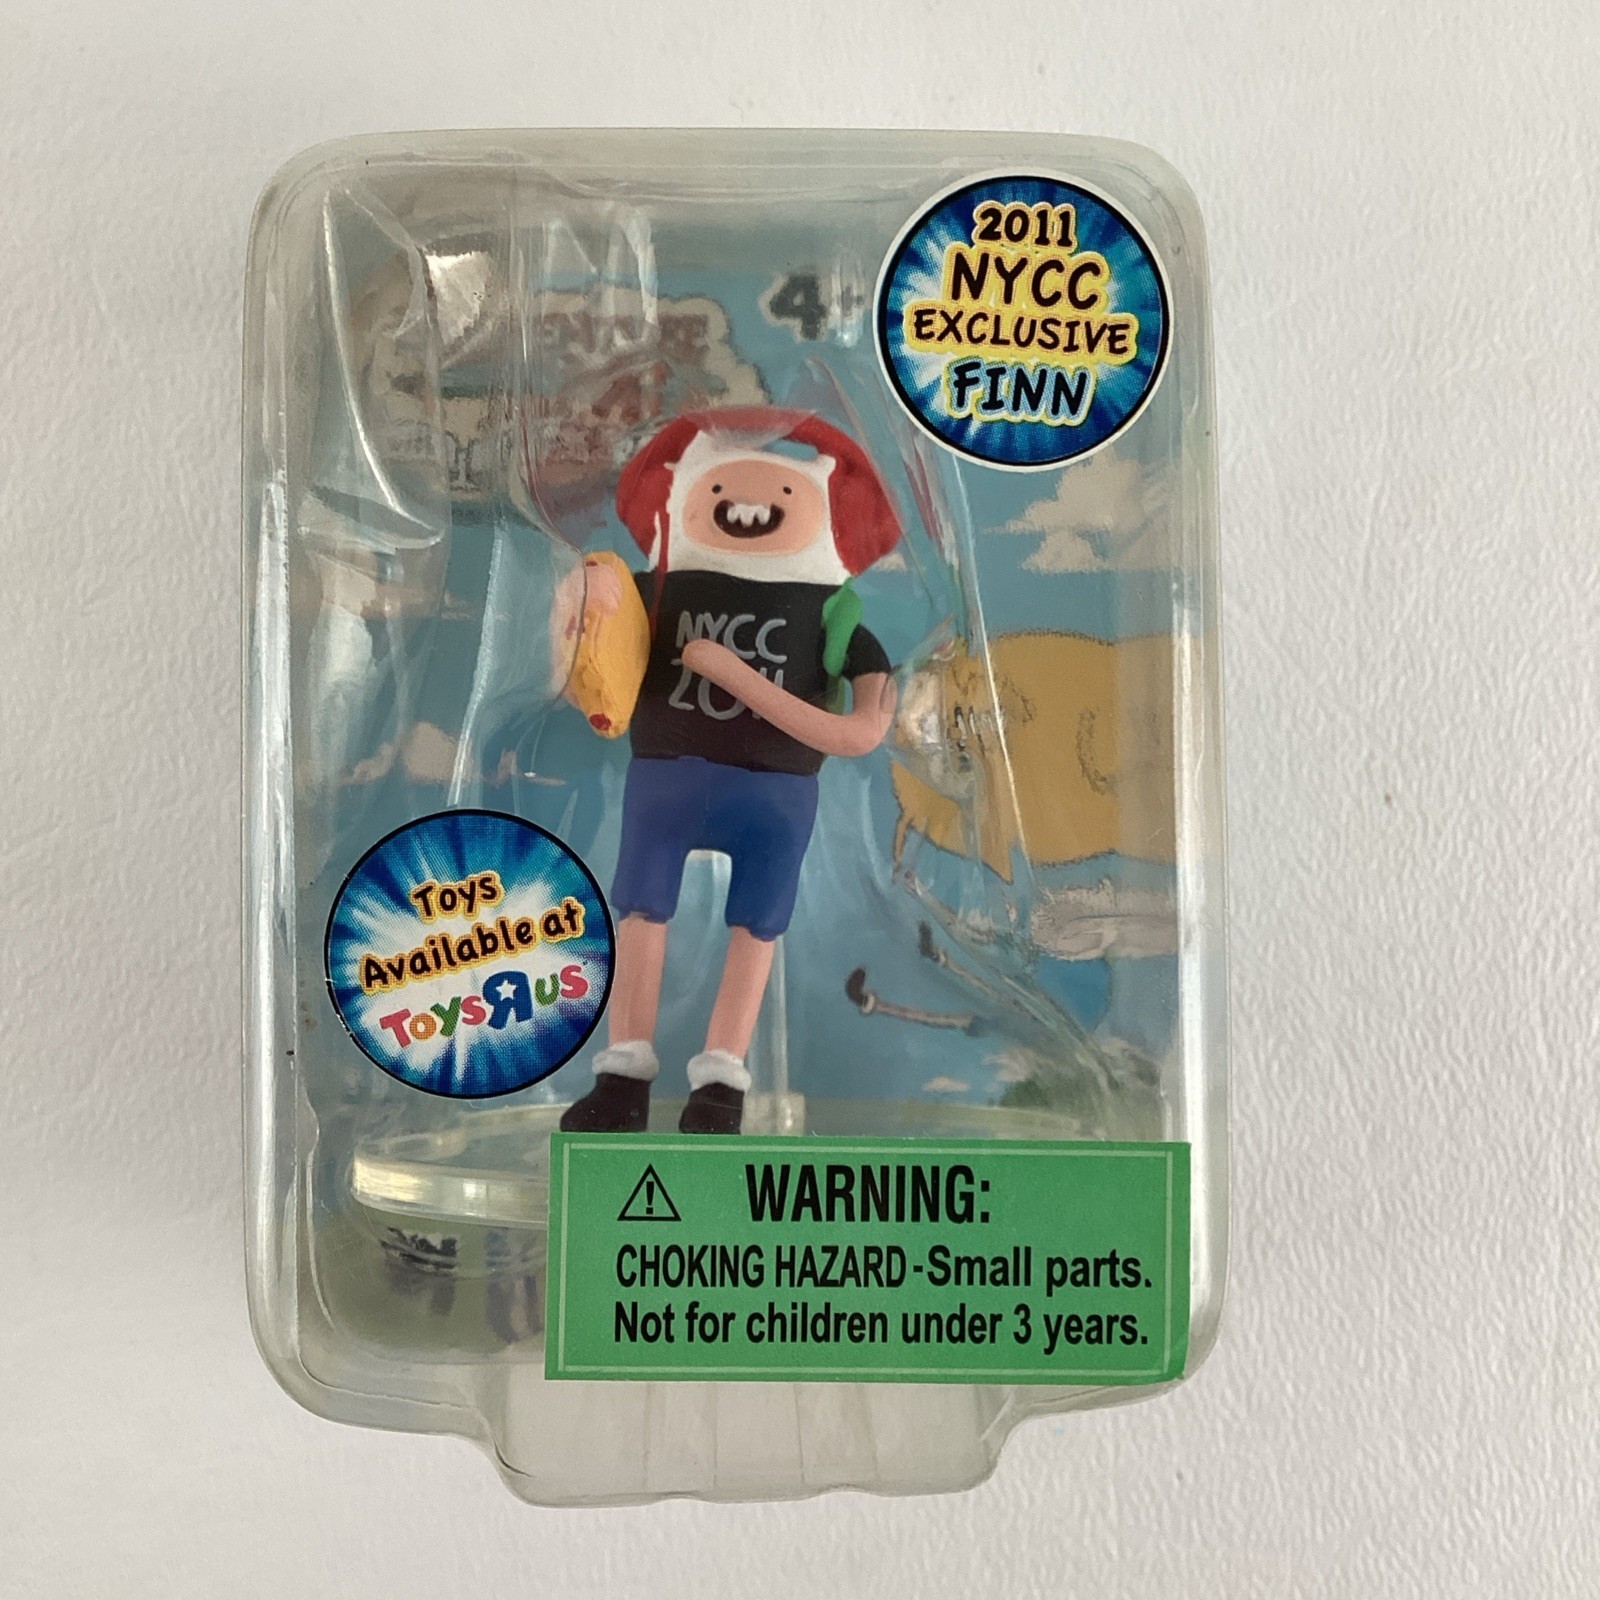 2011
NYCC
EXCLUSIVE
FINN
4+
NYCC
2011
Toys
Available at
ToysRus
WARNING:
CHOKING HAZARD-Small parts.
Not for children under 3 years.